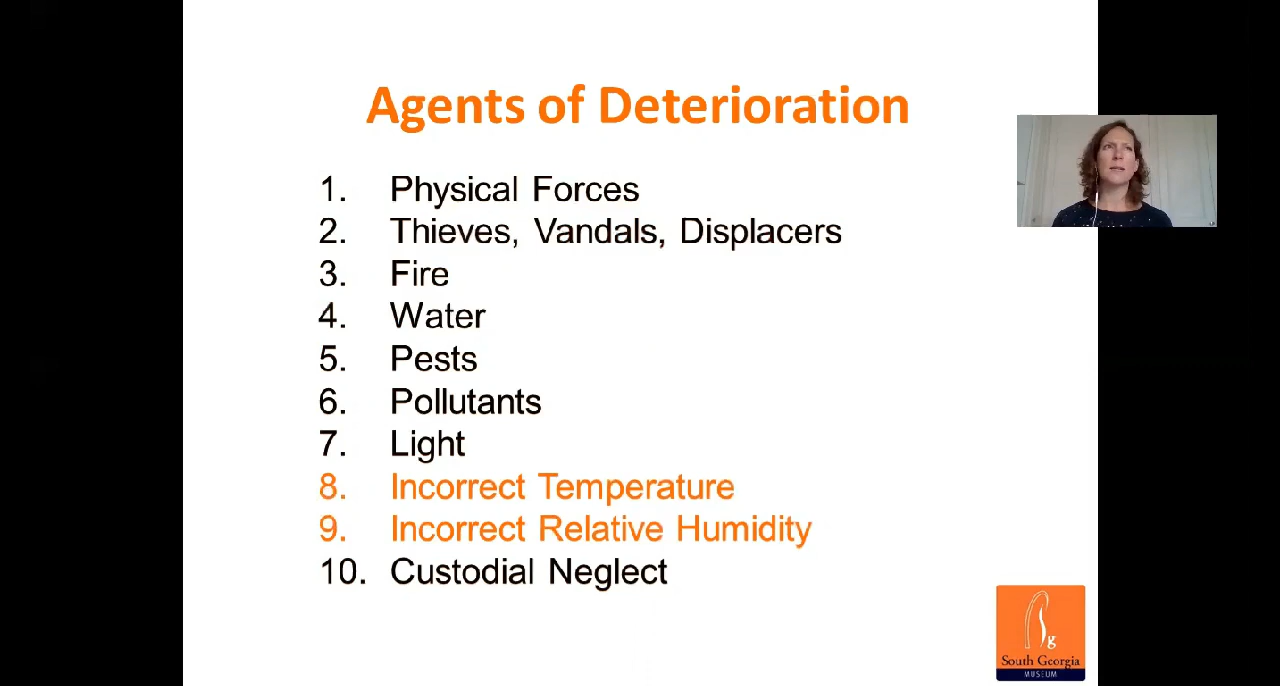 Agents of Deterioration
1. Physical Forces
2. Thieves, Vandals, Displacers
3. Fire
4. Water
5. Pests
6. Pollutants
7. Light
8. Incorrect Temperature
9. Incorrect Relative Humidity
10. Custodial Neglect
g
South Georgia
MUSEUM